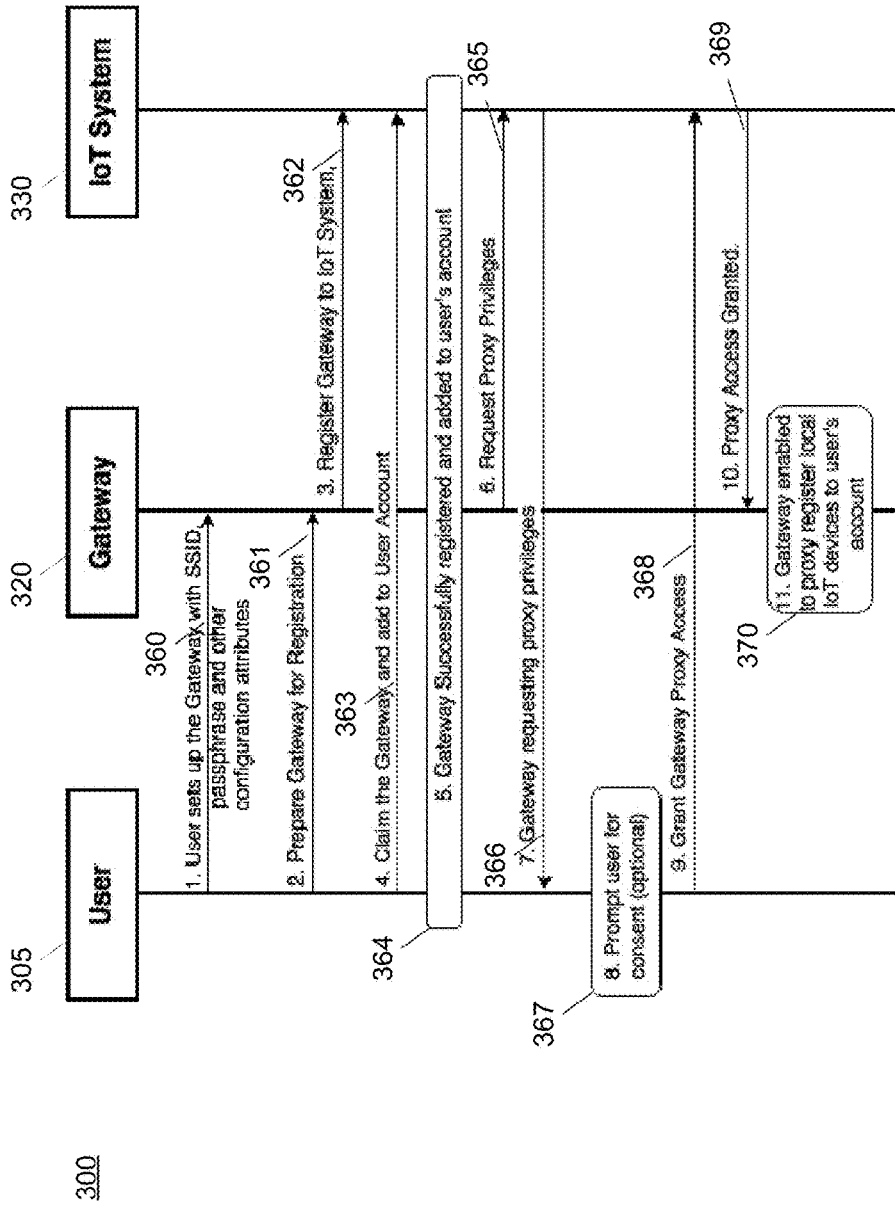 300
305
320
330
User
Gateway
IoT System
360
1. User sets up the Gateway with SSID,
passphrase and other
configuration attributes
2. Prepare Gateway for Registration
361
3. Register Gateway to IoT System,
362
4. Claim the Gateway and add to User Account
363
5. Gateway Successfully registered and added to user's account
364
6. Request Proxy Privileges
365
7. Gateway requesting proxy privileges
366
8. Prompt user for
consent (optional)
367
9. Grant Gateway Proxy Access
368
10. Proxy Access Granted.
369
11. Gateway enabled
to proxy register local
IoT devices to user's
account
370